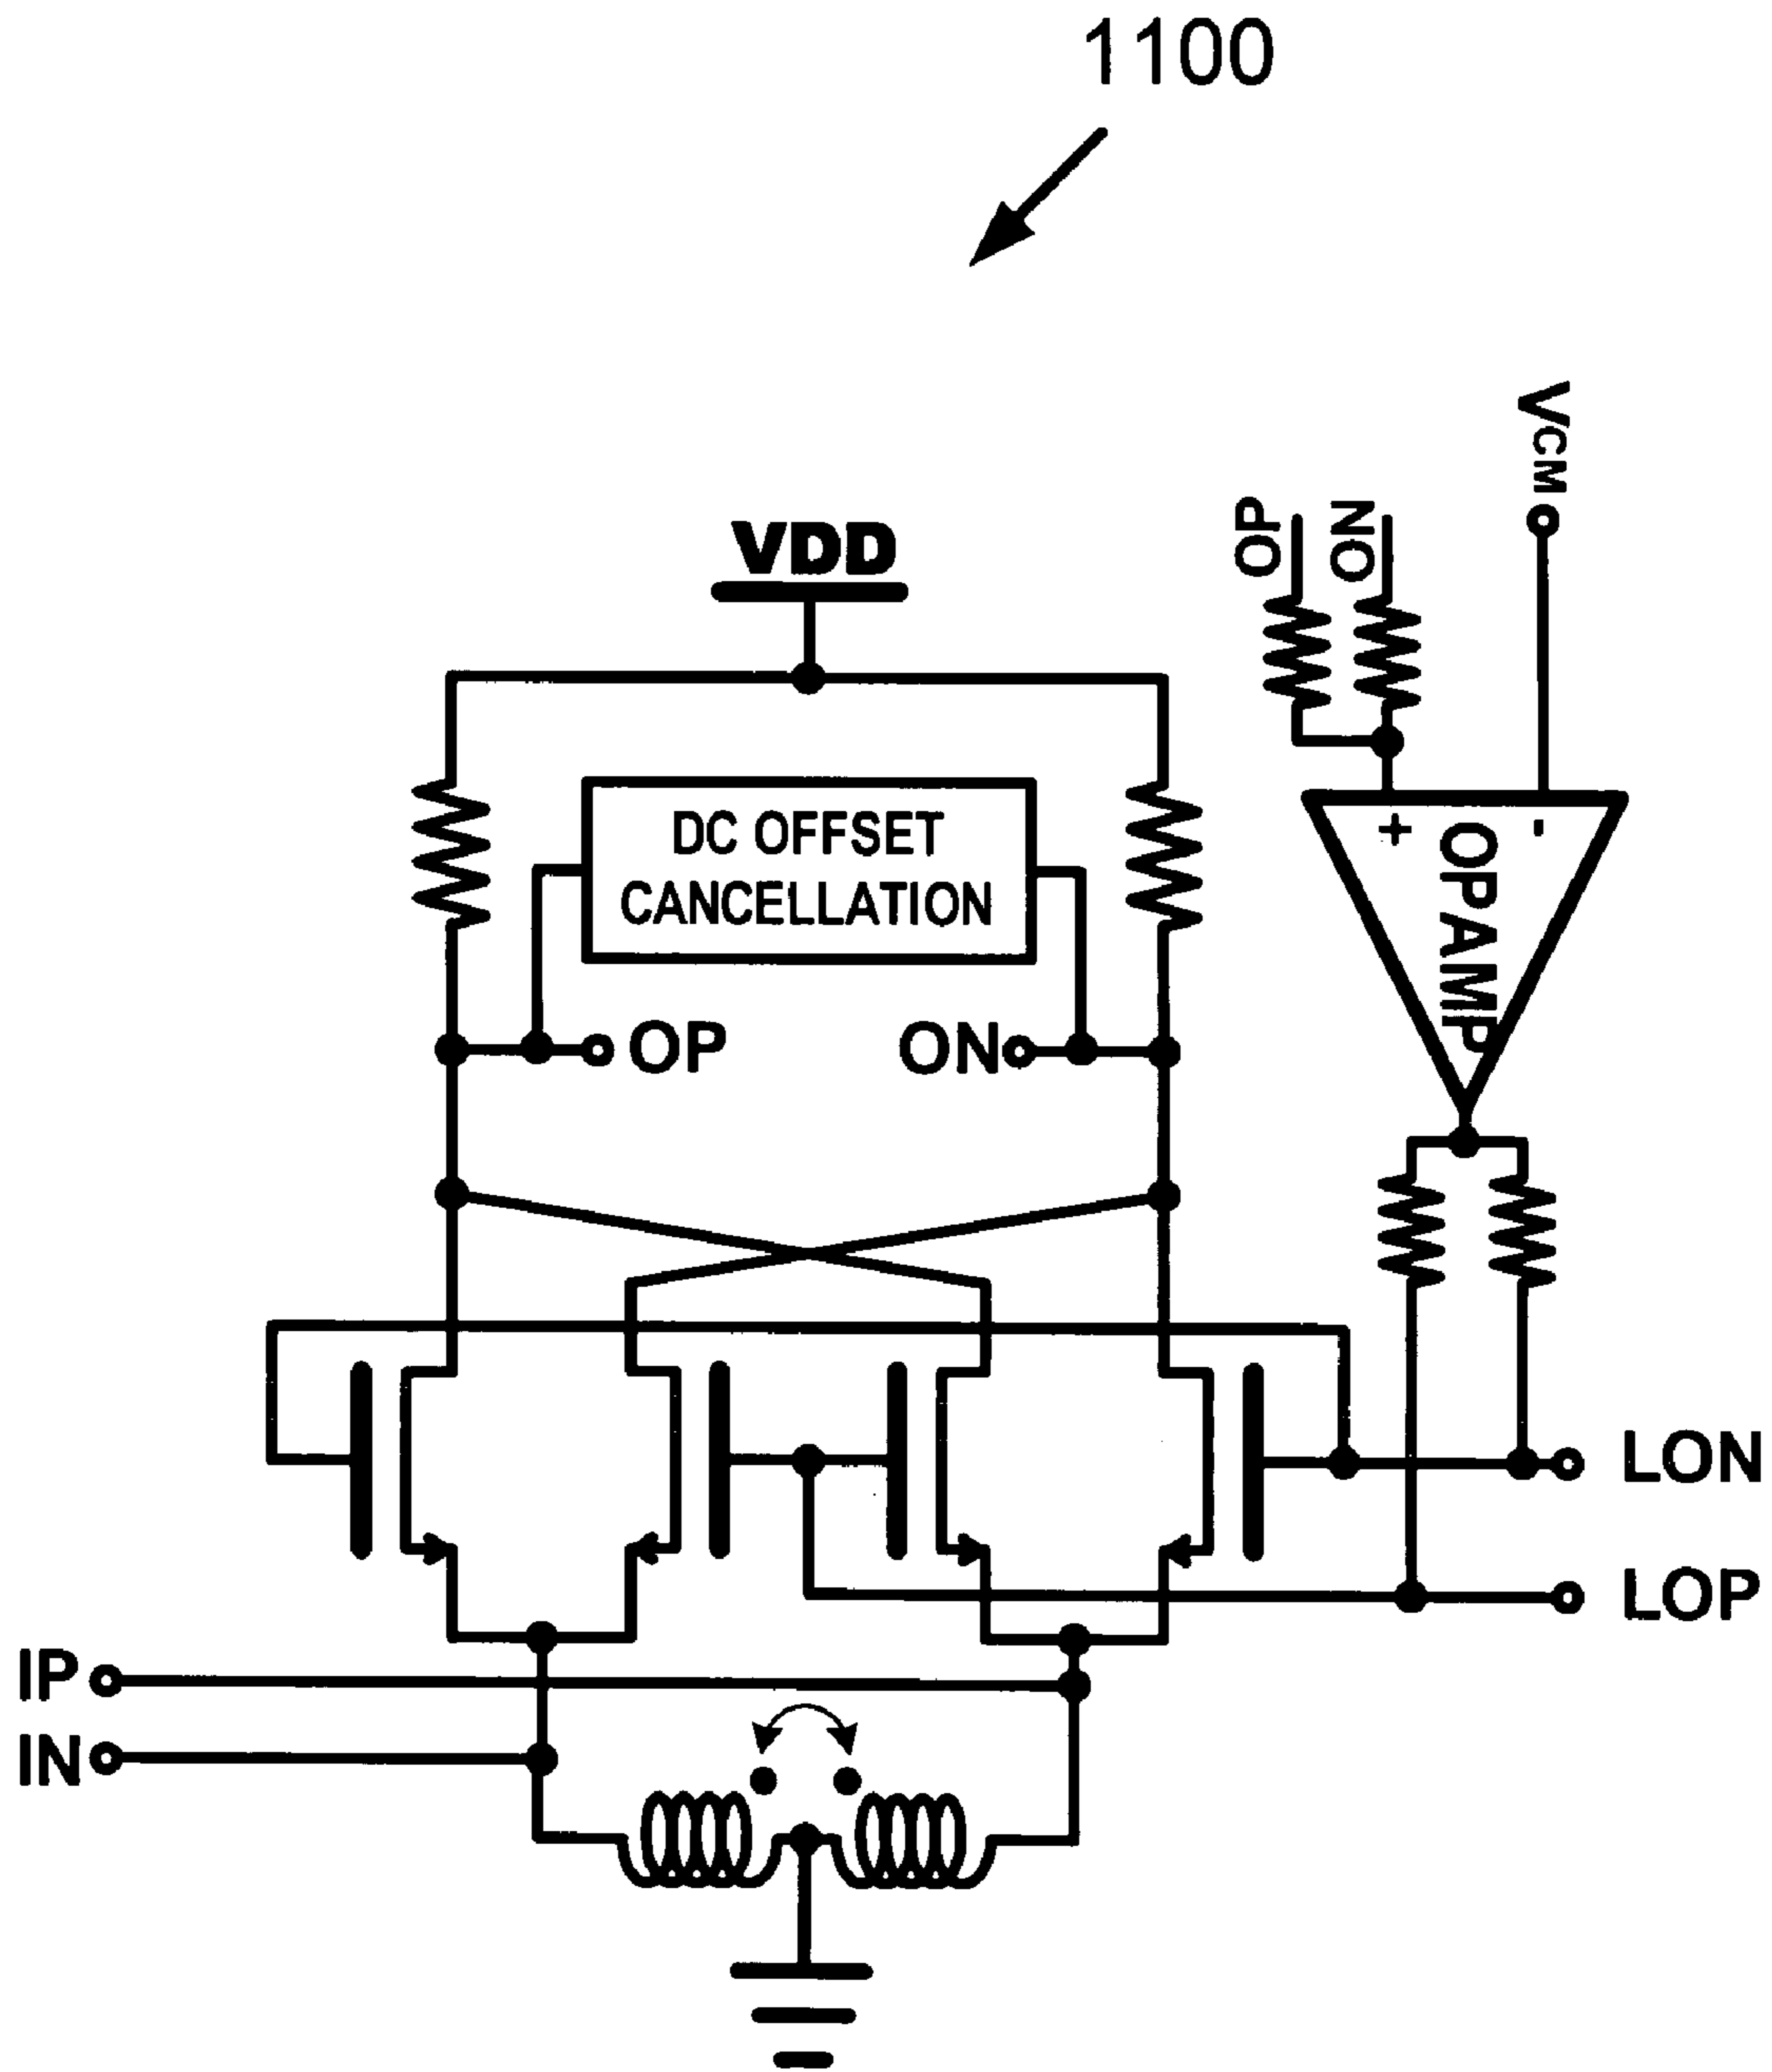 1100
VCM
OP
ON
VDD
+
-
OPAMP
DC OFFSET
CANCELLATION
OP
ON
LON
LOP
IP
IN